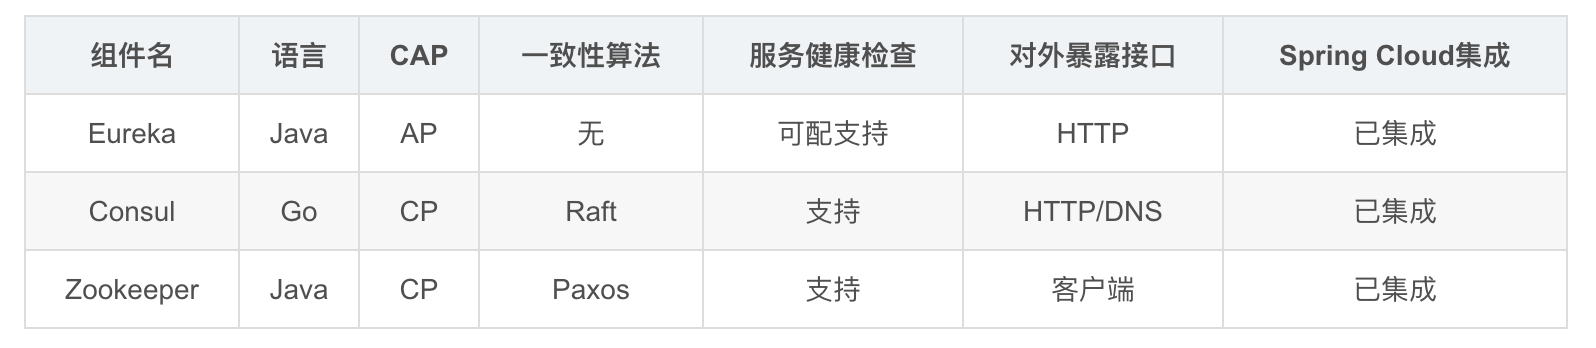 组件名 语言 CAP 一致性算法 服务健康检查 对外暴露接口 Spring Cloud集成
Eureka Java AP 无 可配支持 HTTP 已集成
Consul Go CP Raft 支持 HTTP/DNS 已集成
Zookeeper Java CP Paxos 支持 客户端 已集成